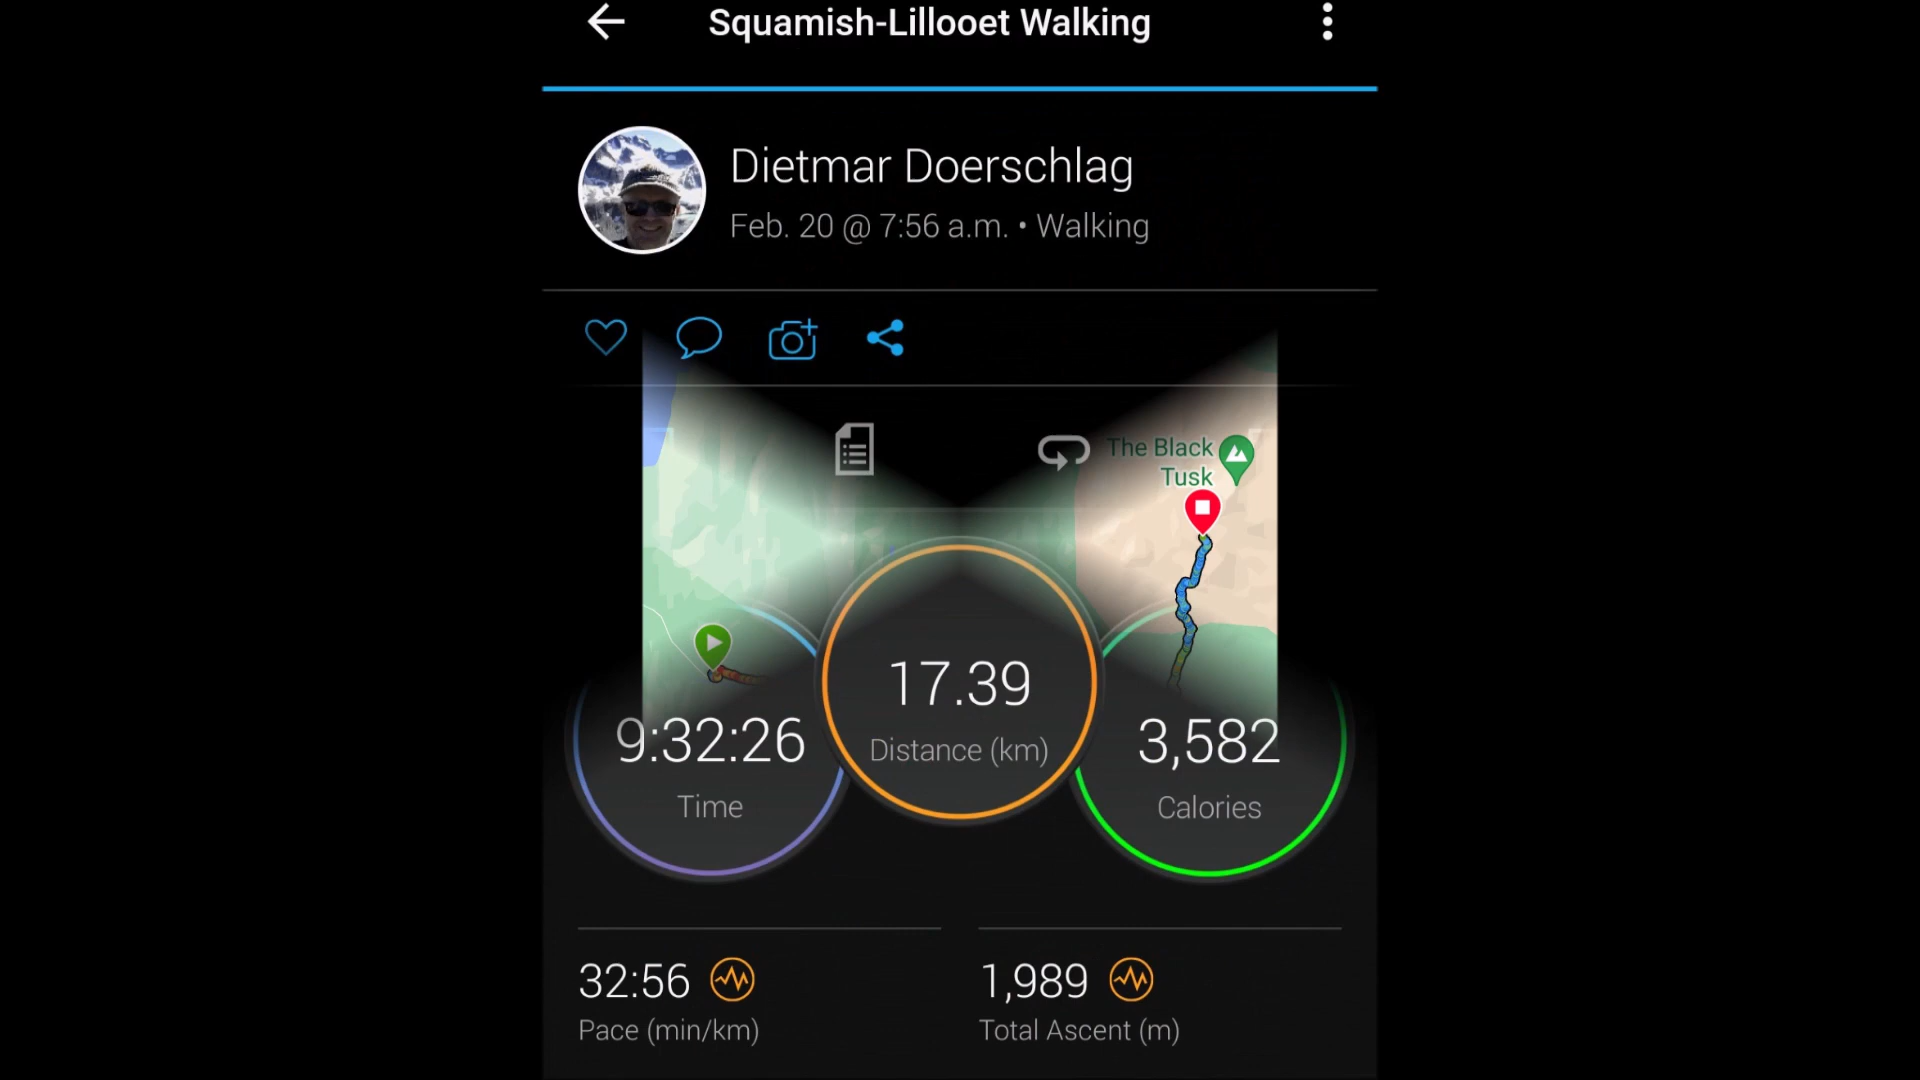 Squamish-Lillooet Walking
Dietmar Doerschlag
Feb. 20 @ 7:56 a.m. • Walking
The Black
Tusk
17.39
Distance (km)
9:32:26
Time
3,582
Calories
32:56
Pace (min/km)
1,989
Total Ascent (m)